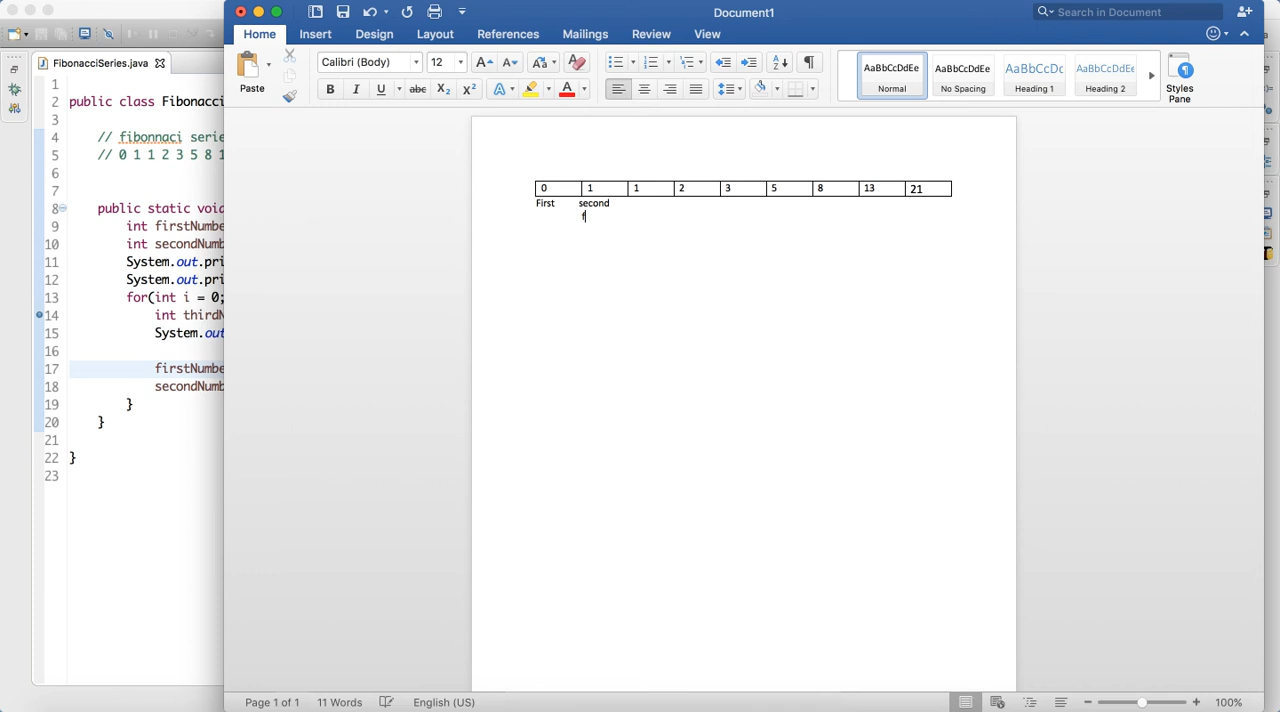 Document1
Search in Document
Home Insert Design Layout References Mailings Review View
FibonacciSeries.java
Paste
Calibri (Body) 12
B I U abc X2 X2 A A
AaBbCcDdEe AaBbCcDdEe AaBbCcDc AaBbCcDdEe
Normal No Spacing Heading 1 Heading 2 Styles Pane
1
2 public class Fibonacci
3
4 // fibonnaci serie
5 // 0 1 1 2 3 5 8 1
6
7
8 public static voi
9 int firstNumbe
10 int secondNumb
11 System.out.pri
12 System.out.pri
13 for(int i = 0;
14 int thirdN
15 System.out
16
17 firstNumbe
18 secondNumb
19 }
20 }
21
22 }
23
0 1 1 2 3 5 8 13 21
First second
f
Page 1 of 1 11 Words English (US) 100%